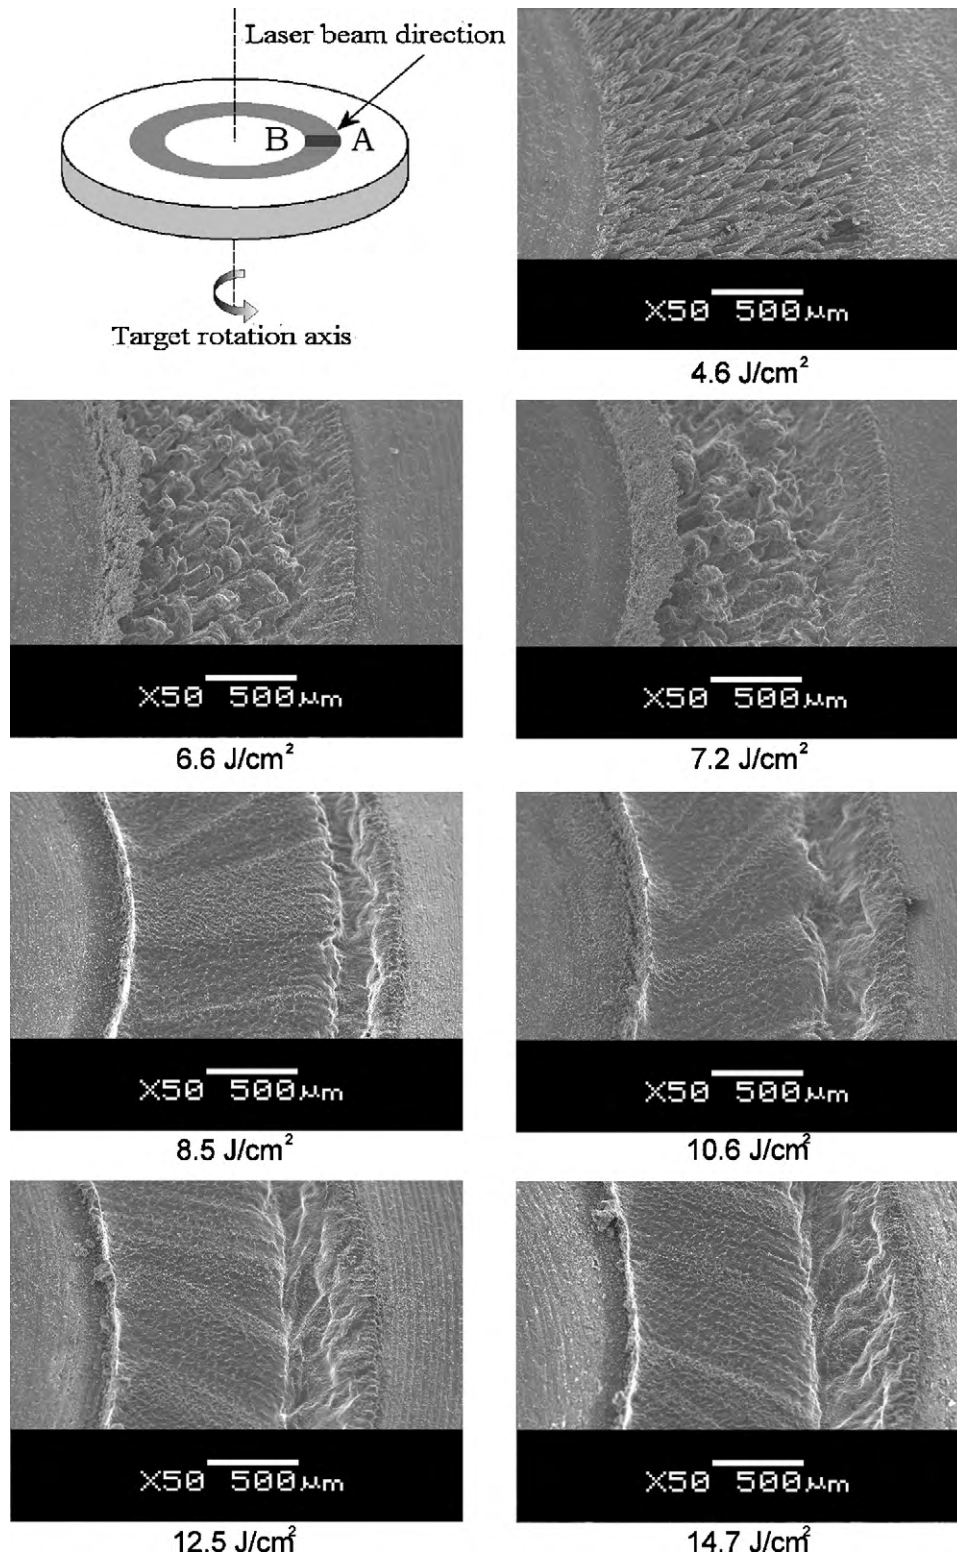 Laser beam direction
B A
Target rotation axis
X50 500μm
4.6 J/cm²
X50 500μm
6.6 J/cm²
X50 500μm
7.2 J/cm²
X50 500μm
8.5 J/cm²
X50 500μm
10.6 J/cm²
X50 500μm
12.5 J/cm²
X50 500μm
14.7 J/cm²